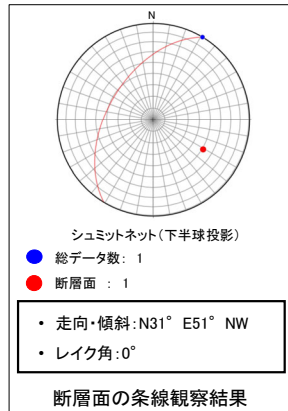 N
シュミットネット(下半球投影)
総データ数: 1
断層面 : 1
・ 走向・傾斜:N31° E51° NW
・ レイク角:0°
断層面の条線観察結果